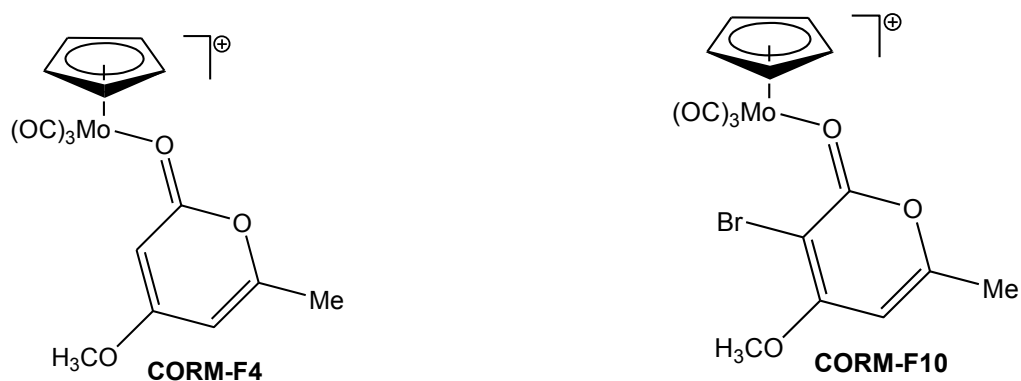 (OC)₃Mo O ⊕
O
Me
H₃CO
CORM-F4
(OC)₃Mo O ⊕
Br O
Me
H₃CO
CORM-F10